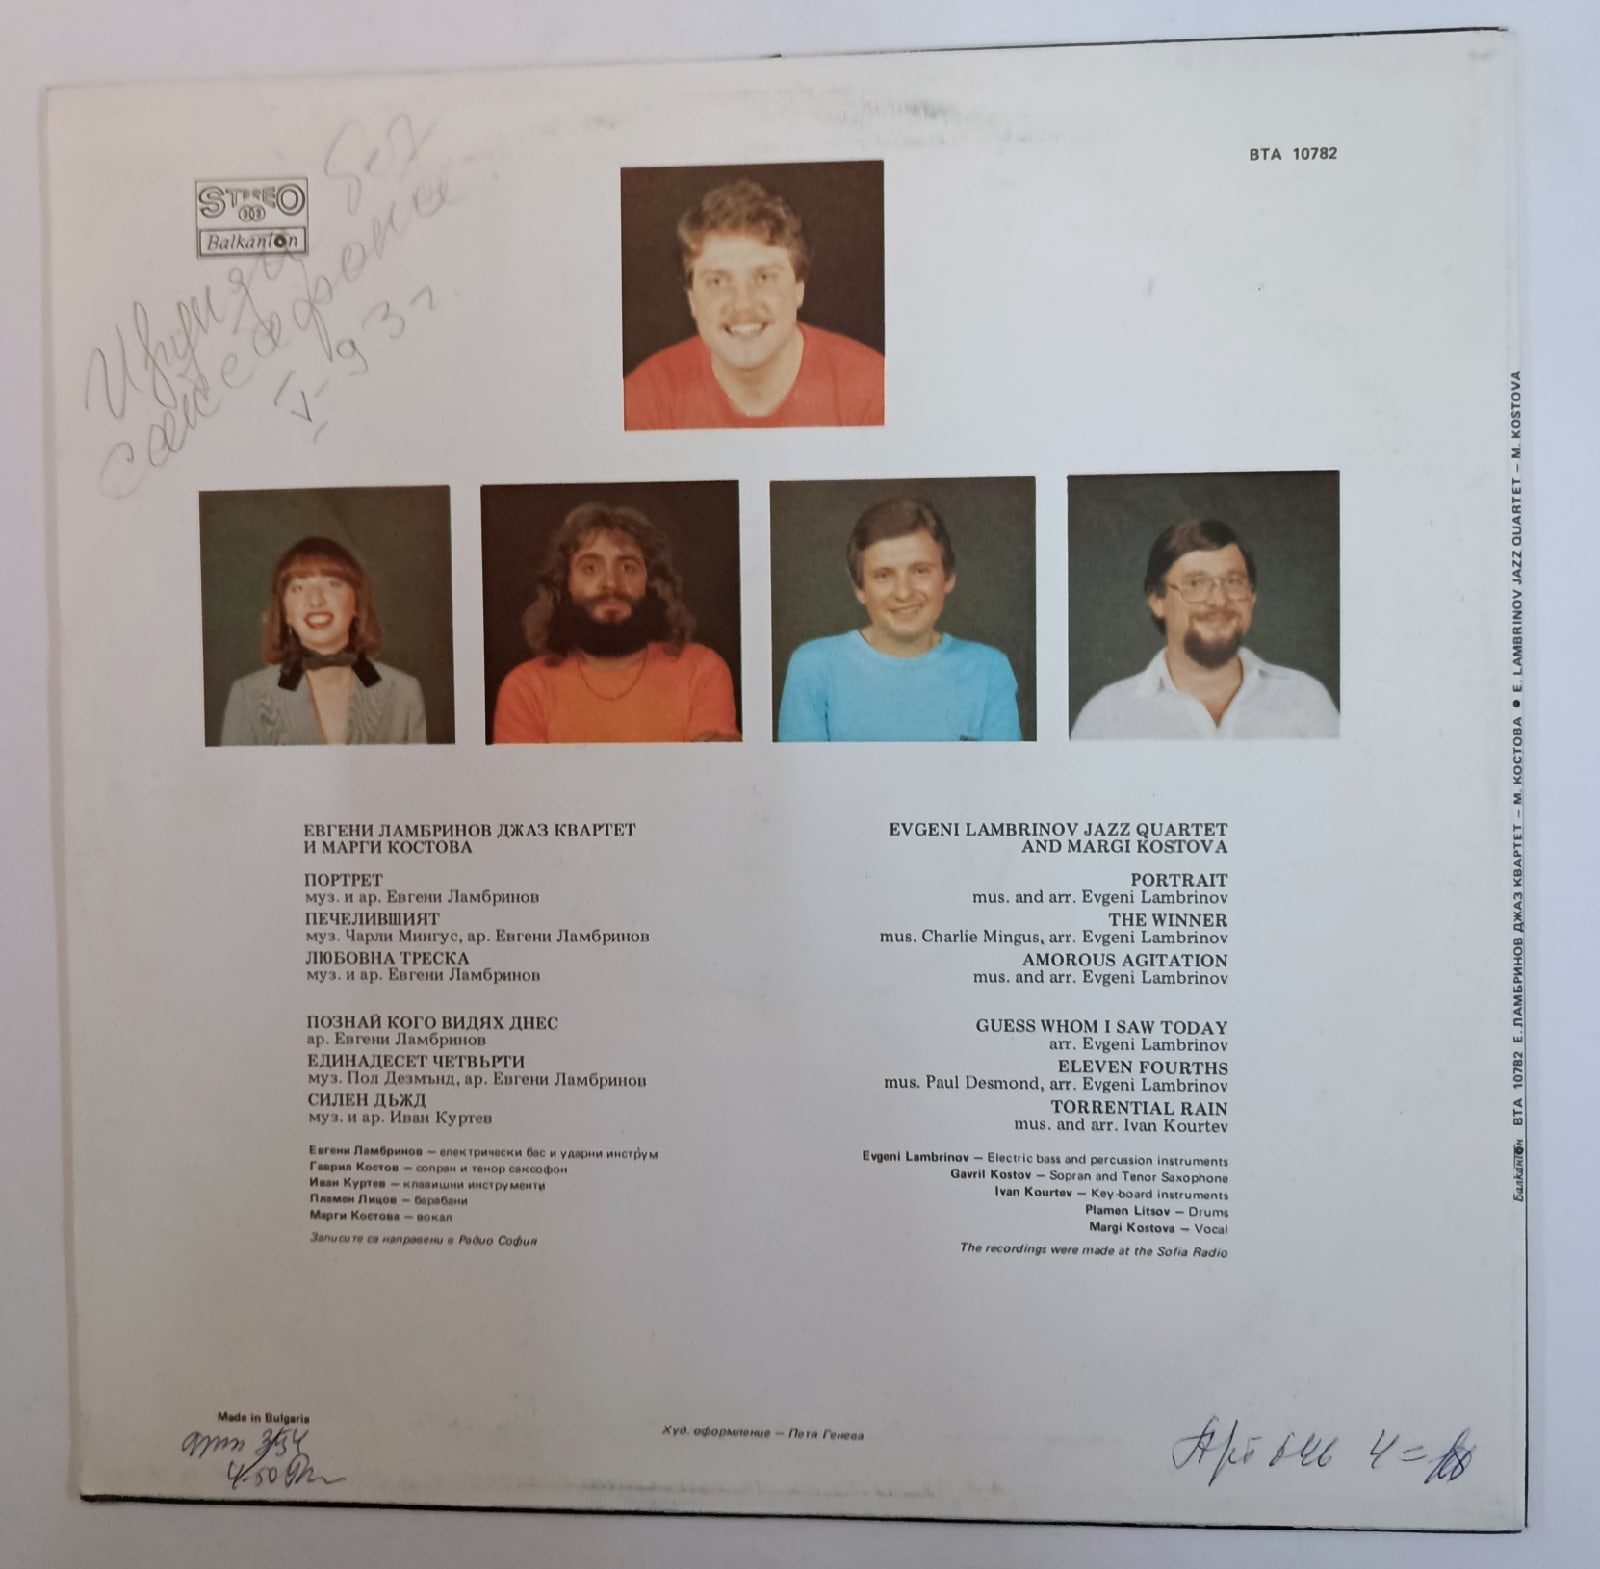 BTA 10782
STEREO
Balkanton
без
саксофонче
V-93г.
ЕВГЕНИ ЛАМБРИНОВ ДЖАЗ КВАРТЕТ
И МАРГИ КОСТОВА
ПОРТРЕТ
муз. и ар. Евгени Ламбринов
ПЕЧЕЛИВШИЯТ
муз. Чарли Мингус, ар. Евгени Ламбринов
ЛЮБОВНА ТРЕСКА
муз. и ар. Евгени Ламбринов
ПОЗНАЙ КОГО ВИДЯХ ДНЕС
ар. Евгени Ламбринов
ЕДИНАДЕСЕТ ЧЕТВЪРТИ
муз. Пол Дезмънд, ар. Евгени Ламбринов
СИЛЕН ДЪЖД
муз. и ар. Иван Куртев
Евгени Ламбринов — електрически бас и ударни инструм
Гаврил Костов — сопран и тенор саксофон
Иван Куртев — клавишни инструменти
Пламен Лицов — барабани
Марги Костова — вокал
Записите са направени в Радио София
EVGENI LAMBRINOV JAZZ QUARTET
AND MARGI KOSTOVA
PORTRAIT
mus. and arr. Evgeni Lambrinov
THE WINNER
mus. Charlie Mingus, arr. Evgeni Lambrinov
AMOROUS AGITATION
mus. and arr. Evgeni Lambrinov
GUESS WHOM I SAW TODAY
arr. Evgeni Lambrinov
ELEVEN FOURTHS
mus. Paul Desmond, arr. Evgeni Lambrinov
TORRENTIAL RAIN
mus. and arr. Ivan Kourtev
Evgeni Lambrinov — Electric bass and percussion instruments
Gavril Kostov — Sopran and Tenor Saxophone
Ivan Kourtev — Key-board instruments
Plamen Litsov — Drums
Margi Kostova — Vocal
The recordings were made at the Sofia Radio
Made in Bulgaria
Худ. оформление — Петя Генева
Балкантон BTA 10782 Е. ЛАМБРИНОВ ДЖАЗ КВАРТЕТ – М. КОСТОВА ● E. LAMBRINOV JAZZ QUARTET – M. KOSTOVA